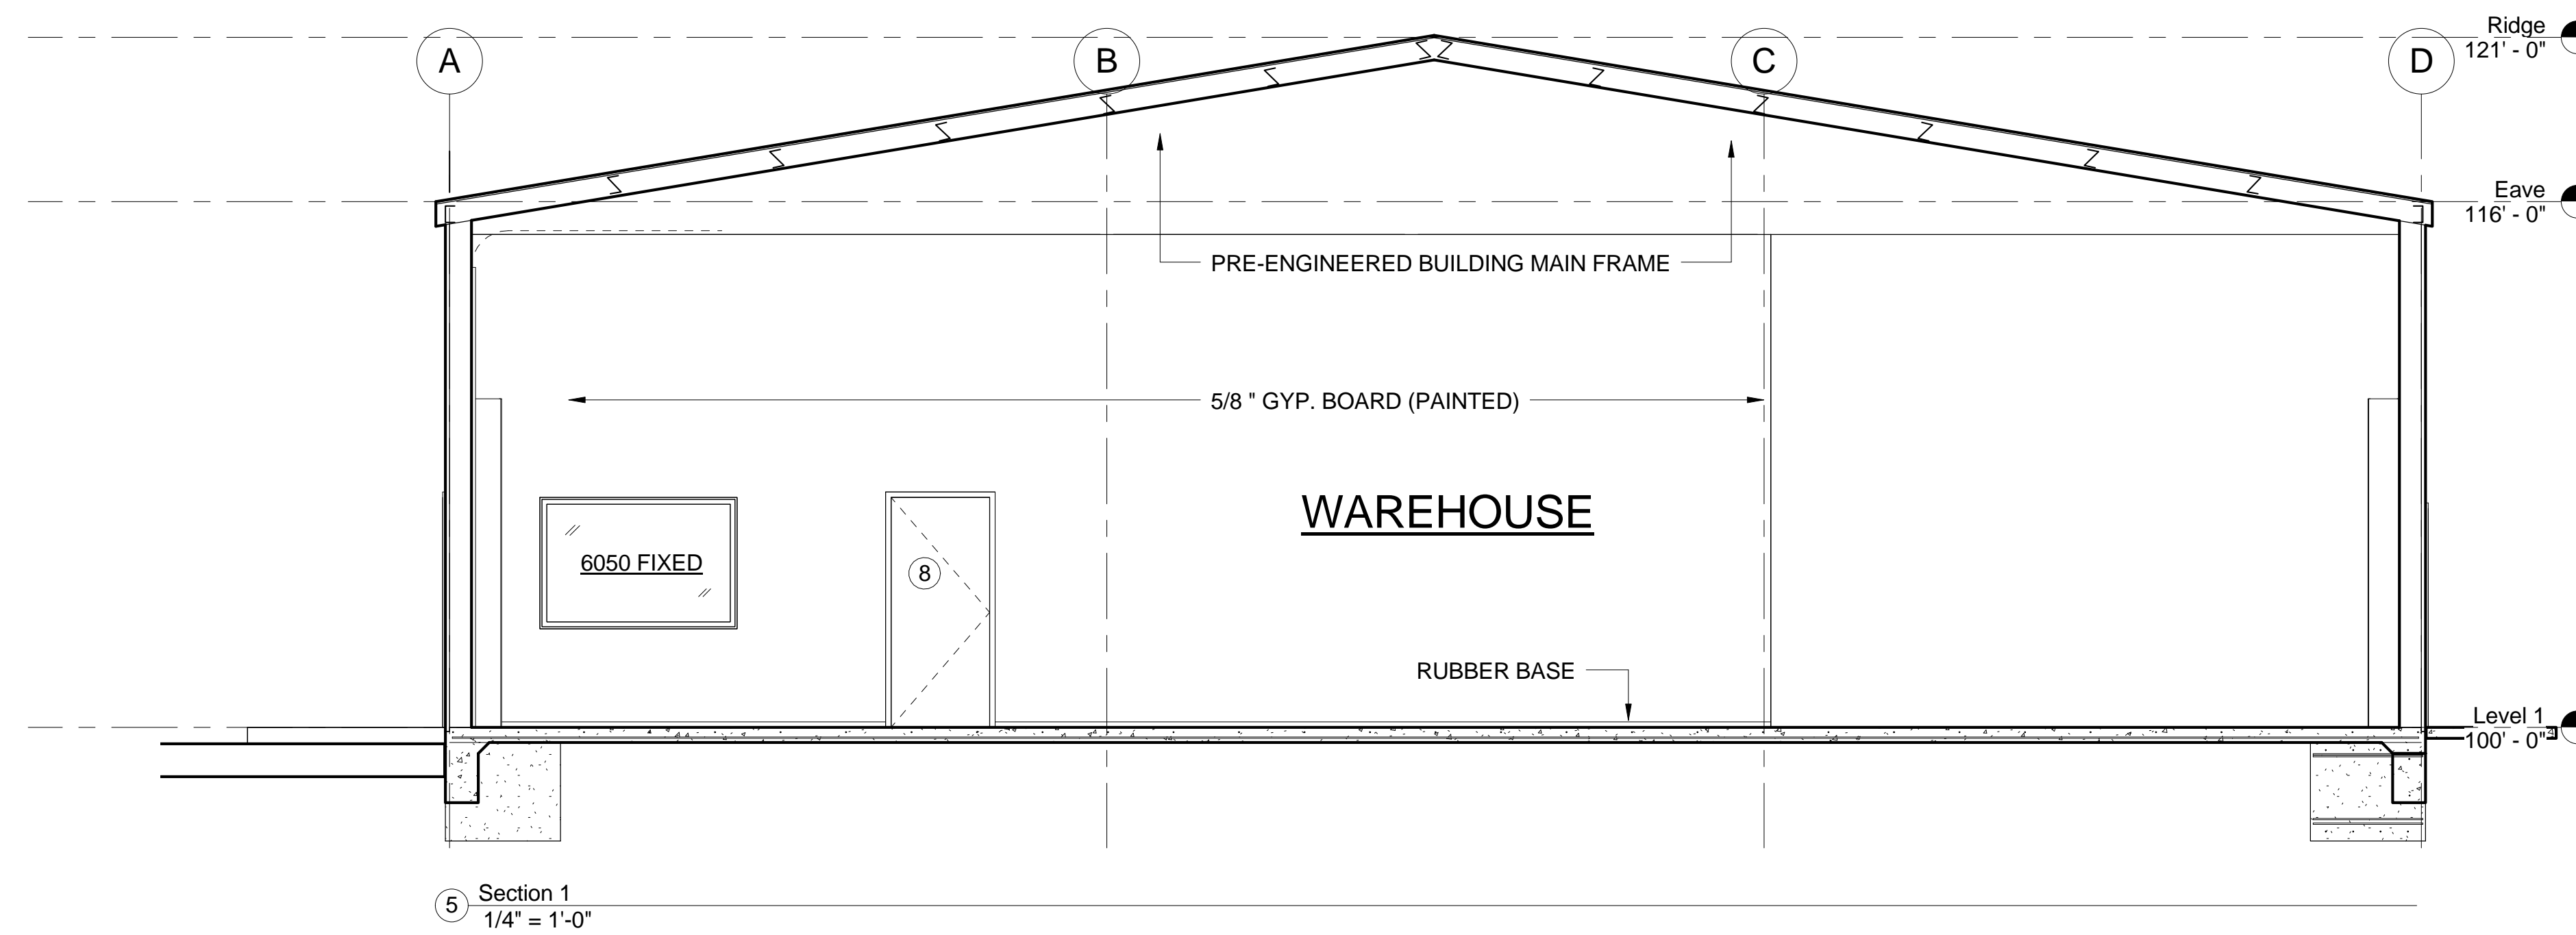 Ridge
121' - 0"
A
B
C
D
Eave
116' - 0"
PRE-ENGINEERED BUILDING MAIN FRAME
5/8 " GYP. BOARD (PAINTED)
WAREHOUSE
6050 FIXED
8
RUBBER BASE
Level 1
100' - 0"
5
Section 1
1/4" = 1'-0"